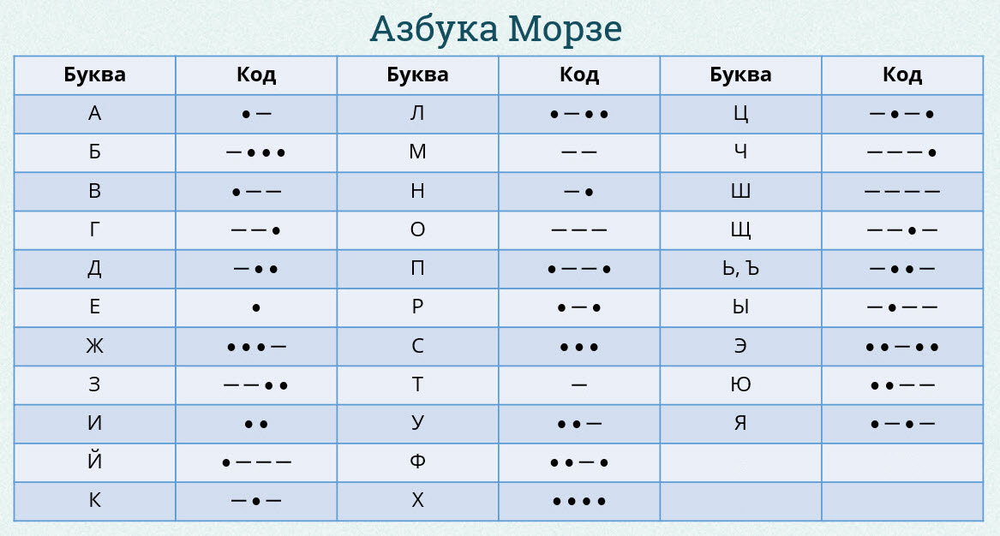 Азбука Морзе
Буква Код Буква Код Буква Код
А •— Л •—•• Ц —•—•
Б —••• М —— Ч ———•
В •—— Н —• Ш ————
Г ——• О ——— Щ ——•—
Д —•• П •——• Ь, Ъ —••—
Е • Р •—• Ы —•——
Ж •••— С ••• Э ••—••
З ——•• Т — Ю ••——
И •• У ••— Я •—•—
Й •——— Ф ••—•
К —•— Х ••••